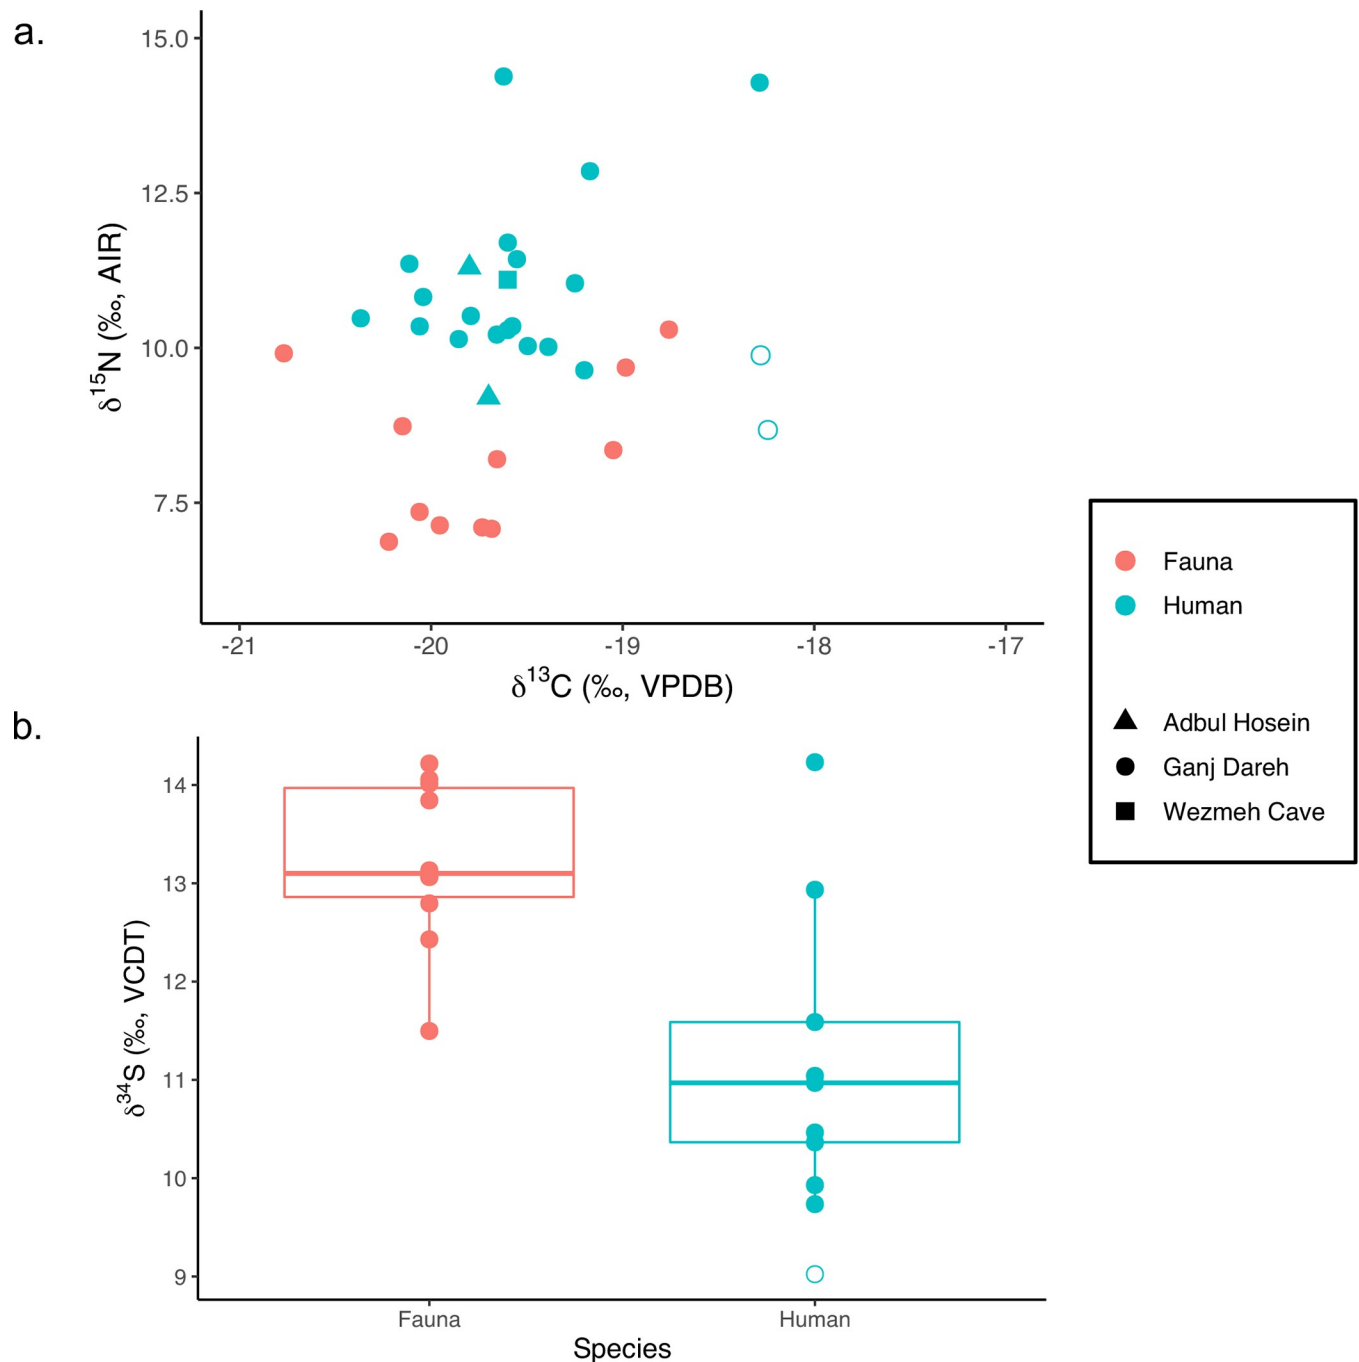 a.
15.0
12.5
10.0
7.5
δ15N (‰, AIR)
-21 -20 -19 -18 -17
δ13C (‰, VPDB)
Fauna
Human
Adbul Hosein
Ganj Dareh
Wezmeh Cave
b.
14
13
12
11
10
9
δ34S (‰, VCDT)
Fauna Human
Species